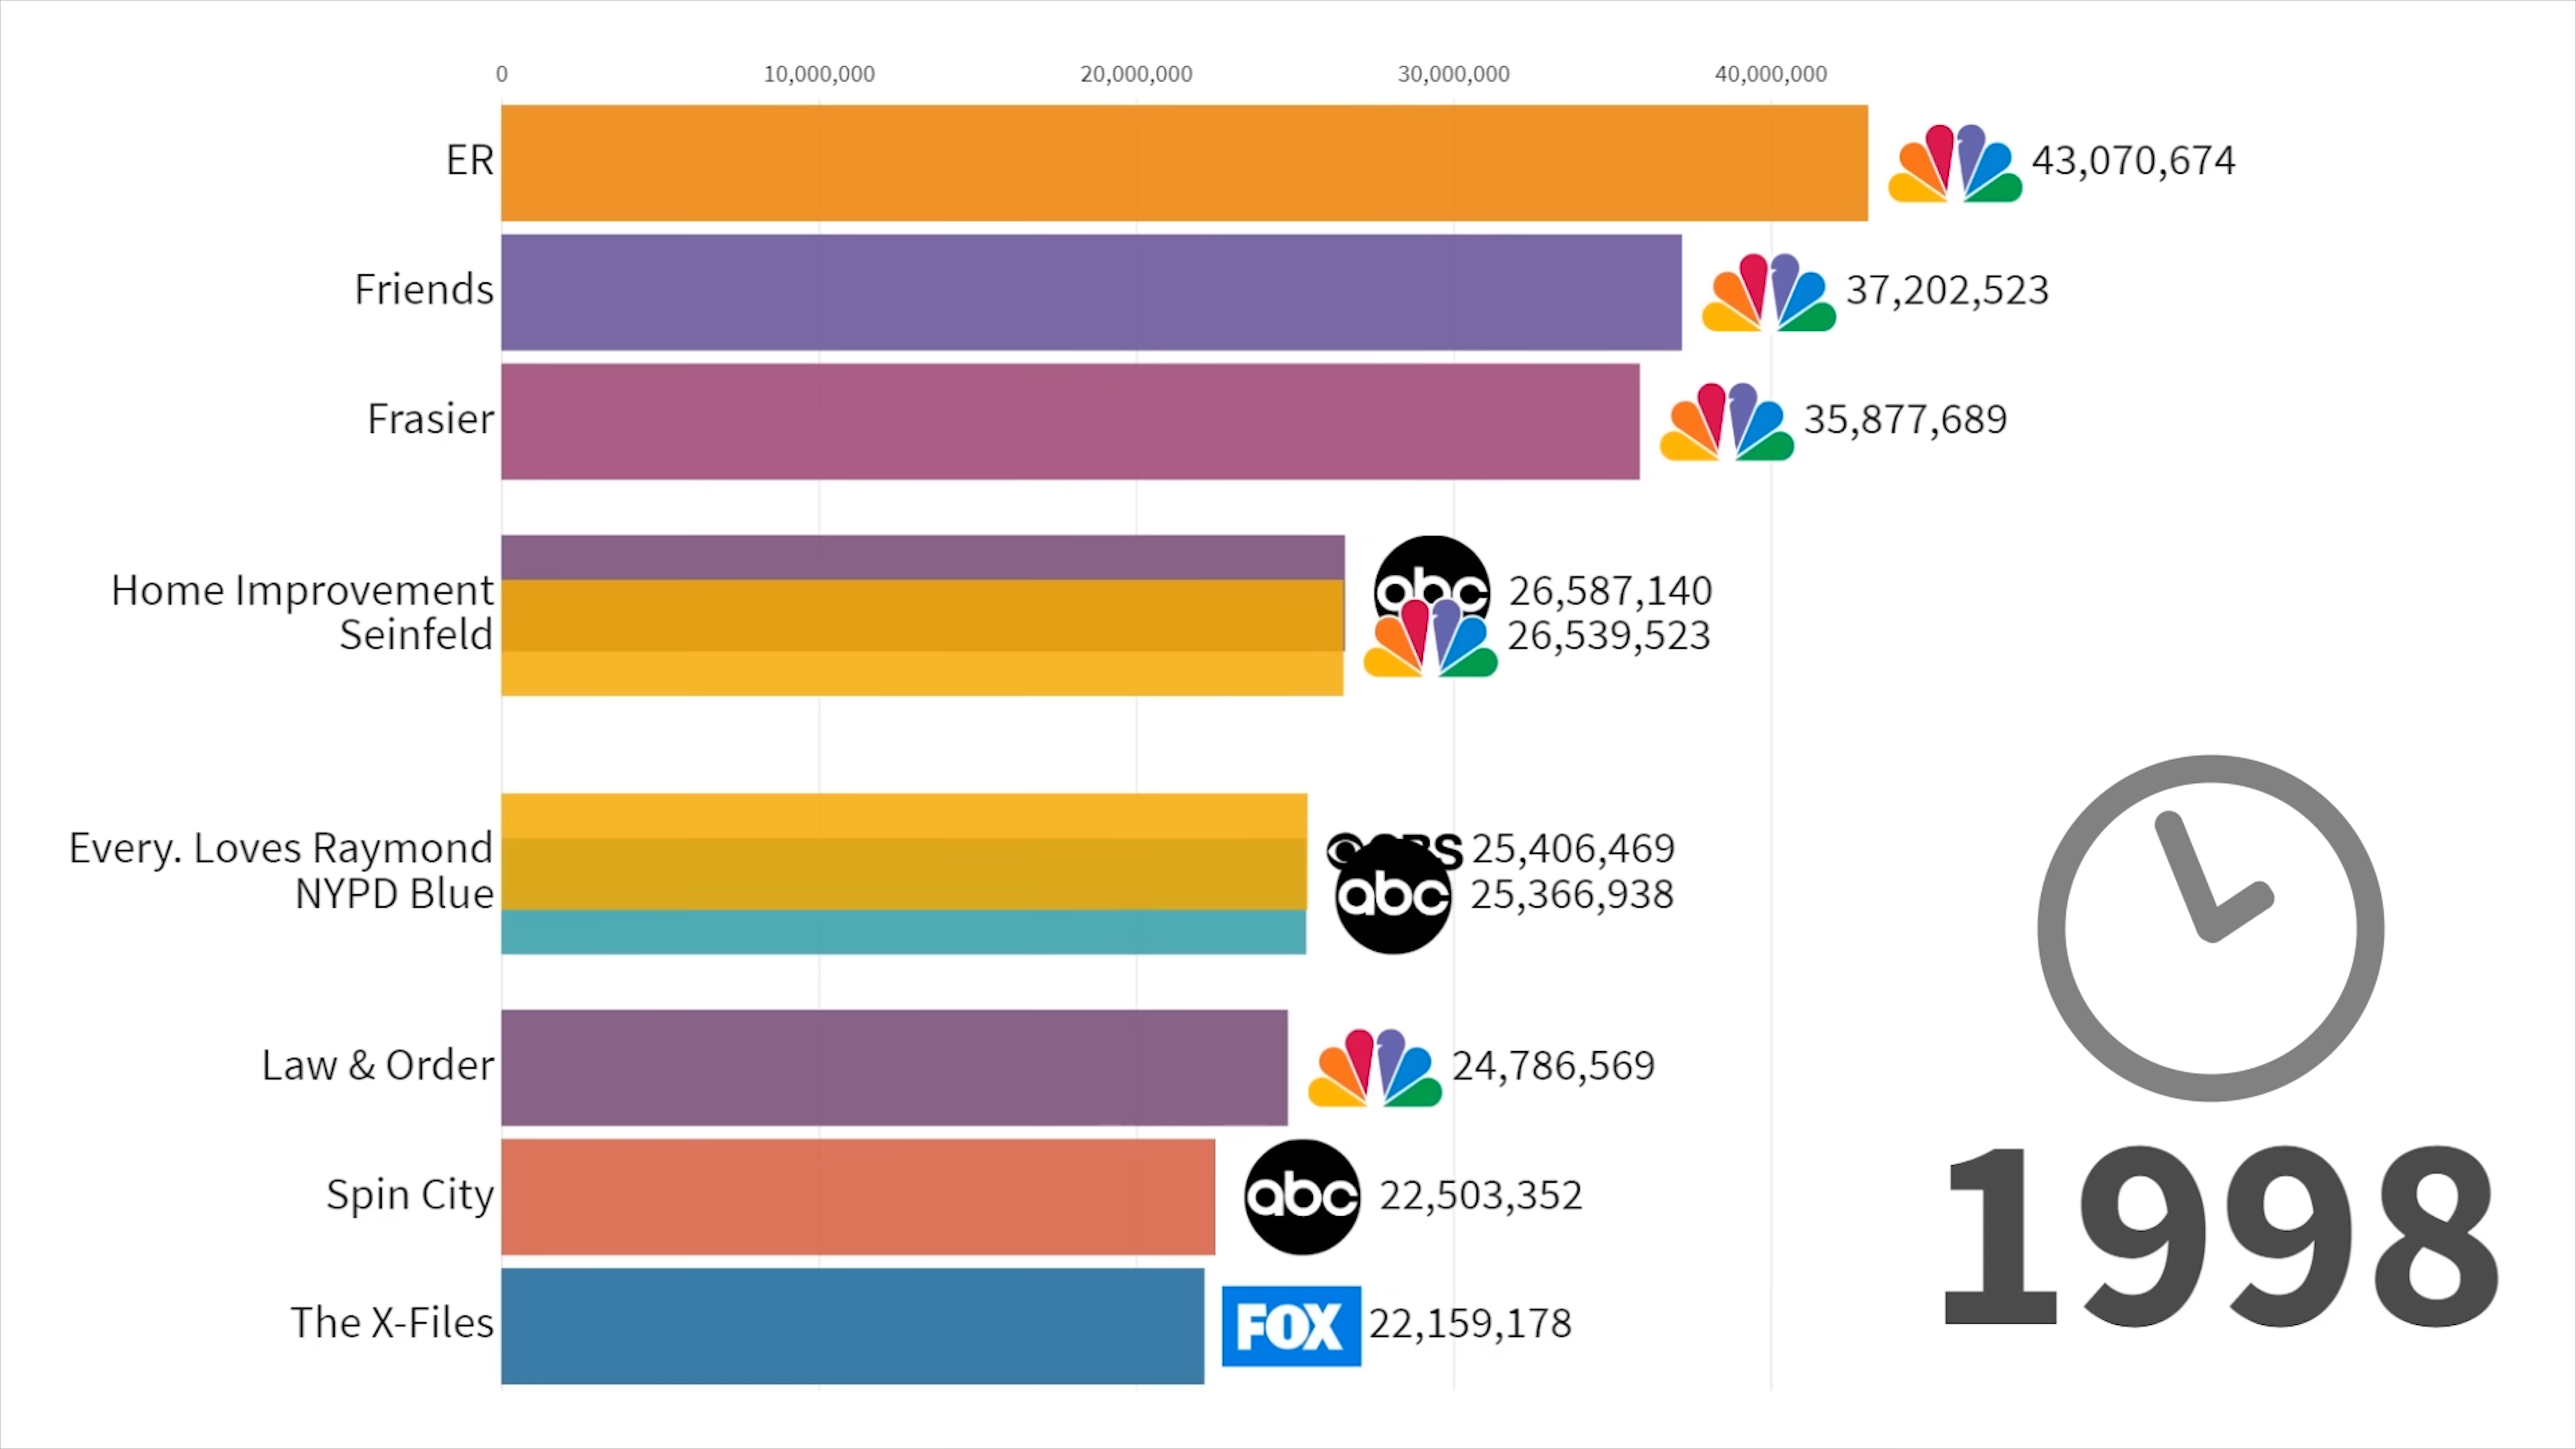 0 10,000,000 20,000,000 30,000,000 40,000,000
ER 43,070,674
Friends 37,202,523
Frasier 35,877,689
Home Improvement abc 26,587,140
Seinfeld 26,539,523
Every. Loves Raymond CBS 25,406,469
NYPD Blue abc 25,366,938
Law & Order 24,786,569
Spin City abc 22,503,352
The X-Files FOX 22,159,178
1998